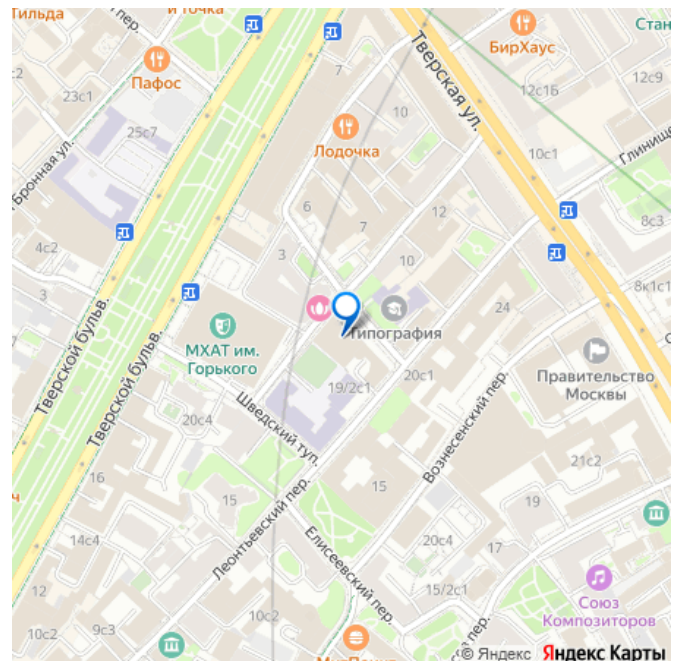 Тильда
и точка
Пафос
23с1
25с7
Бронная ул.
7
10
Лодочка
Тверская ул.
БирХаус
Стан
12с1Б
12с9
10с1
Глинище
8с3
6
7
12
4с2
3
3
10
8к1с1
24
МХАТ им.
Горького
Типография
Правительство
Москвы
Тверской бульв.
Тверской бульв.
20с1
19/2с1
20с4
Шведский туп.
Вознесенский пер.
21с2
16
15
15
19
14с4
Леонтьевский пер.
Елисеевский пер.
20с4
17
12
15/2с1
Союз
Композиторов
10с2
9с3
10с2
пер.
© Яндекс Яндекс Карты